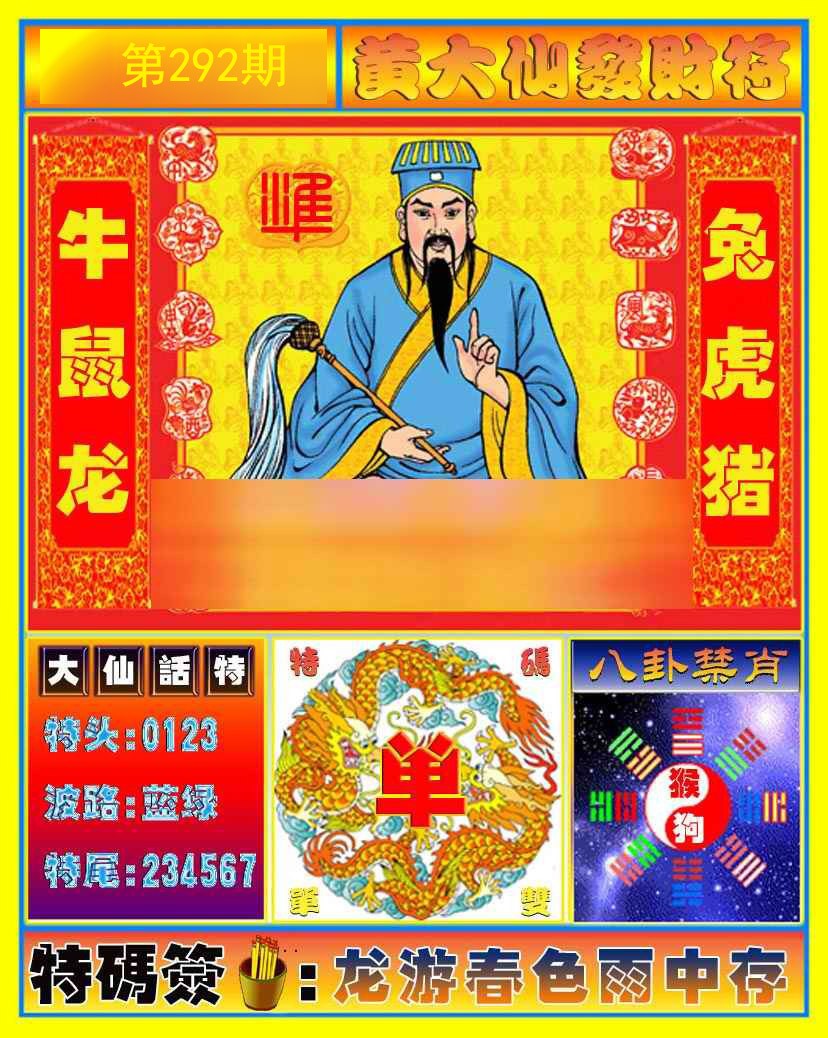 第292期
黄大仙發財符
牛鼠龙
兔虎猪
准
大仙話特
特头:0123
波路:蓝绿
特尾:234567
特碼
单
單雙
八卦禁肖
猴
狗
特碼簽:龙游春色雨中存